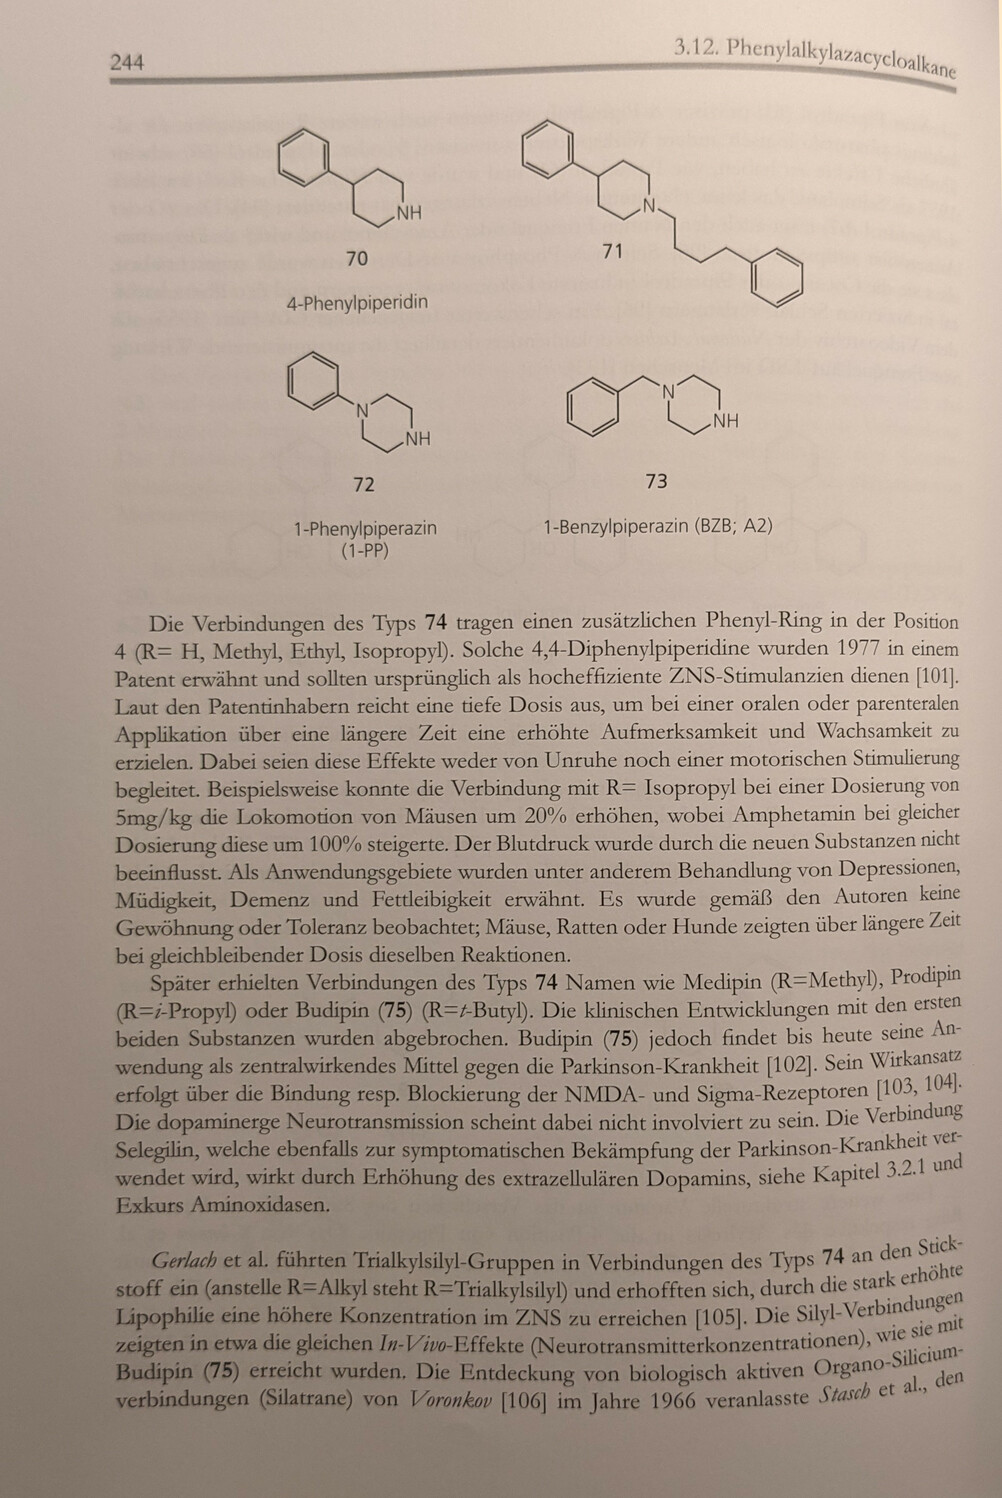 244
3.12. Phenylalkylazacycloalkane
NH
70
4-Phenylpiperidin
N
71
N
NH
72
1-Phenylpiperazin
(1-PP)
N
NH
73
1-Benzylpiperazin (BZB; A2)
Die Verbindungen des Typs 74 tragen einen zusätzlichen Phenyl-Ring in der Position
4 (R= H, Methyl, Ethyl, Isopropyl). Solche 4,4-Diphenylpiperidine wurden 1977 in einem
Patent erwähnt und sollten ursprünglich als hocheffiziente ZNS-Stimulanzien dienen [101].
Laut den Patentinhabern reicht eine tiefe Dosis aus, um bei einer oralen oder parenteralen
Applikation über eine längere Zeit eine erhöhte Aufmerksamkeit und Wachsamkeit zu
erzielen. Dabei seien diese Effekte weder von Unruhe noch einer motorischen Stimulierung
begleitet. Beispielsweise konnte die Verbindung mit R= Isopropyl bei einer Dosierung von
5mg/kg die Lokomotion von Mäusen um 20% erhöhen, wobei Amphetamin bei gleicher
Dosierung diese um 100% steigerte. Der Blutdruck wurde durch die neuen Substanzen nicht
beeinflusst. Als Anwendungsgebiete wurden unter anderem Behandlung von Depressionen,
Müdigkeit, Demenz und Fettleibigkeit erwähnt. Es wurde gemäß den Autoren keine
Gewöhnung oder Toleranz beobachtet; Mäuse, Ratten oder Hunde zeigten über längere Zeit
bei gleichbleibender Dosis dieselben Reaktionen.
Später erhielten Verbindungen des Typs 74 Namen wie Medipin (R=Methyl), Prodipin
(R=i-Propyl) oder Budipin (75) (R=t-Butyl). Die klinischen Entwicklungen mit den ersten
beiden Substanzen wurden abgebrochen. Budipin (75) jedoch findet bis heute seine An-
wendung als zentralwirkendes Mittel gegen die Parkinson-Krankheit [102]. Sein Wirkansatz
erfolgt über die Bindung resp. Blockierung der NMDA- und Sigma-Rezeptoren [103, 104].
Die dopaminerge Neurotransmission scheint dabei nicht involviert zu sein. Die Verbindung
Selegilin, welche ebenfalls zur symptomatischen Bekämpfung der Parkinson-Krankheit ver-
wendet wird, wirkt durch Erhöhung des extrazellulären Dopamins, siehe Kapitel 3.2.1 und
Exkurs Aminoxidasen.
Gerlach et al. führten Trialkylsilyl-Gruppen in Verbindungen des Typs 74 an den Stick-
stoff ein (anstelle R=Alkyl steht R=Trialkylsilyl) und erhofften sich, durch die stark erhöhte
Lipophilie eine höhere Konzentration im ZNS zu erreichen [105]. Die Silyl-Verbindungen
zeigten in etwa die gleichen In-Vivo-Effekte (Neurotransmitterkonzentrationen), wie sie mit
Budipin (75) erreicht wurden. Die Entdeckung von biologisch aktiven Organo-Silicium-
verbindungen (Silatrane) von Voronkov [106] im Jahre 1966 veranlasste Stasch et al., den